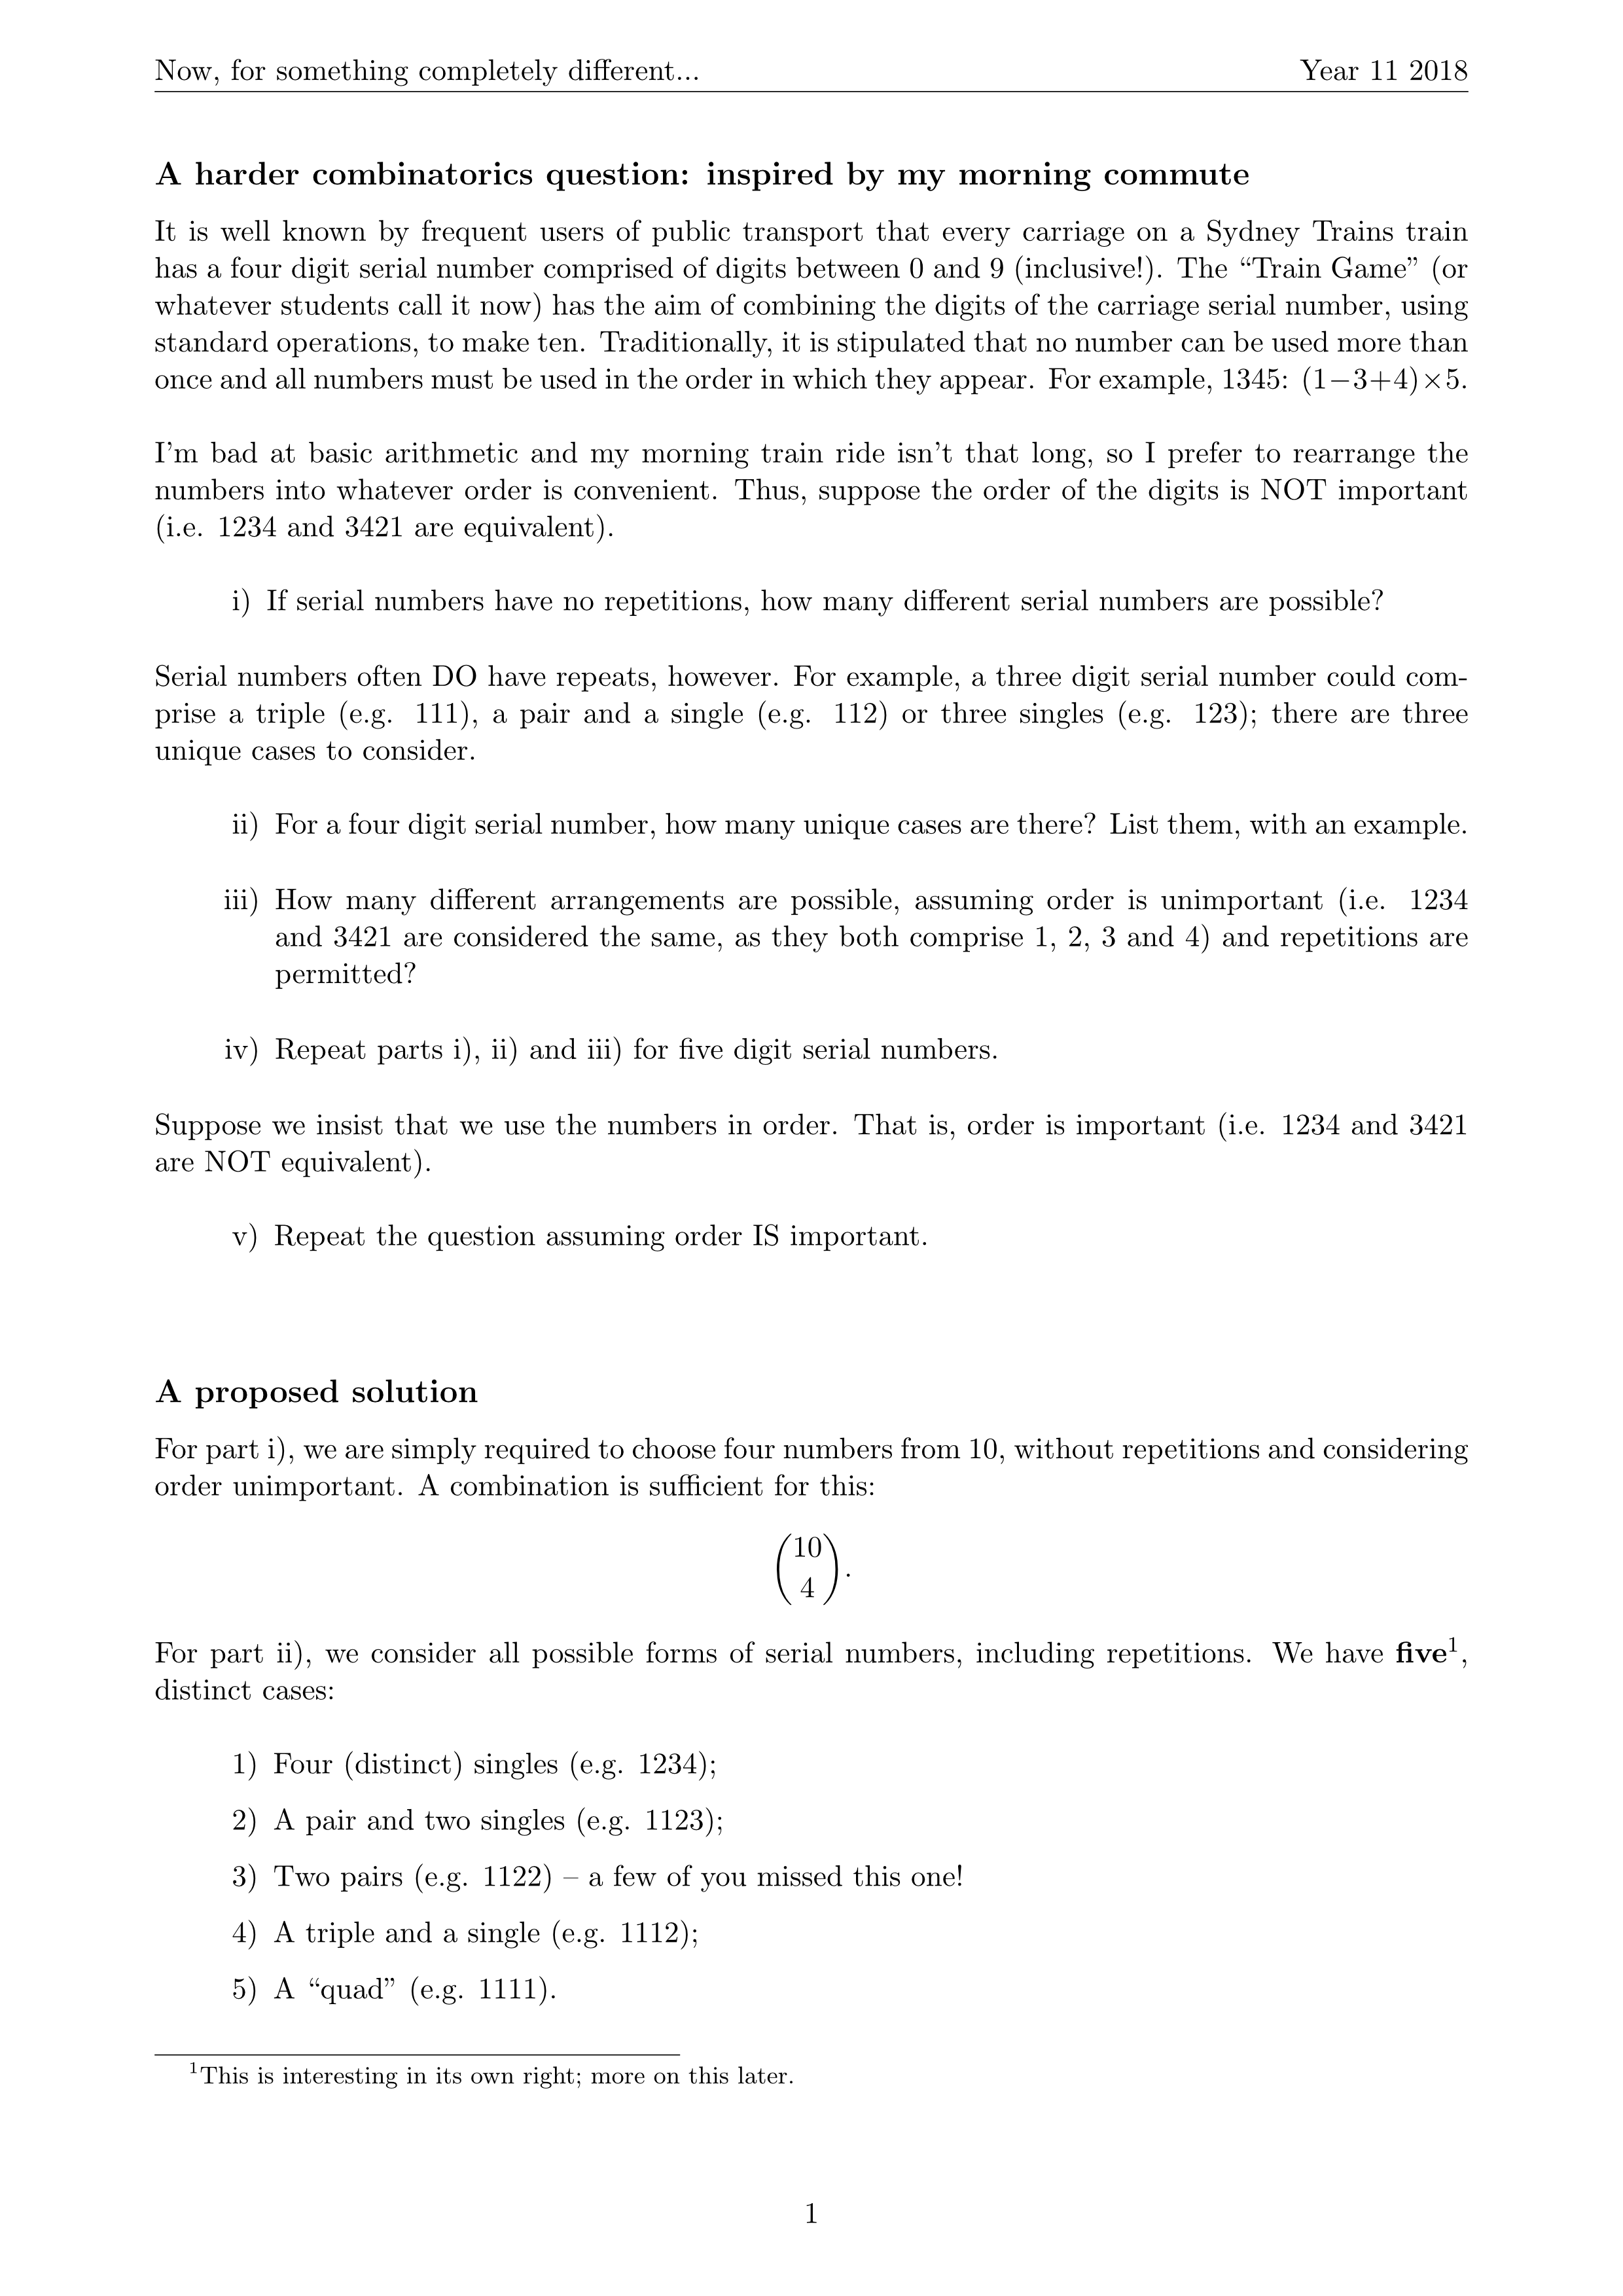 Now, for something completely different... Year 11 2018
A harder combinatorics question: inspired by my morning commute
It is well known by frequent users of public transport that every carriage on a Sydney Trains train
has a four digit serial number comprised of digits between 0 and 9 (inclusive!). The “Train Game” (or
whatever students call it now) has the aim of combining the digits of the carriage serial number, using
standard operations, to make ten. Traditionally, it is stipulated that no number can be used more than
once and all numbers must be used in the order in which they appear. For example, 1345: (1−3+4)×5.
I’m bad at basic arithmetic and my morning train ride isn’t that long, so I prefer to rearrange the
numbers into whatever order is convenient. Thus, suppose the order of the digits is NOT important
(i.e. 1234 and 3421 are equivalent).
i) If serial numbers have no repetitions, how many different serial numbers are possible?
Serial numbers often DO have repeats, however. For example, a three digit serial number could com-
prise a triple (e.g. 111), a pair and a single (e.g. 112) or three singles (e.g. 123); there are three
unique cases to consider.
ii) For a four digit serial number, how many unique cases are there? List them, with an example.
iii) How many different arrangements are possible, assuming order is unimportant (i.e. 1234
and 3421 are considered the same, as they both comprise 1, 2, 3 and 4) and repetitions are
permitted?
iv) Repeat parts i), ii) and iii) for five digit serial numbers.
Suppose we insist that we use the numbers in order. That is, order is important (i.e. 1234 and 3421
are NOT equivalent).
v) Repeat the question assuming order IS important.
A proposed solution
For part i), we are simply required to choose four numbers from 10, without repetitions and considering
order unimportant. A combination is sufficient for this:
(10
4).
For part ii), we consider all possible forms of serial numbers, including repetitions. We have five¹,
distinct cases:
1) Four (distinct) singles (e.g. 1234);
2) A pair and two singles (e.g. 1123);
3) Two pairs (e.g. 1122) – a few of you missed this one!
4) A triple and a single (e.g. 1112);
5) A “quad” (e.g. 1111).
¹This is interesting in its own right; more on this later.
1